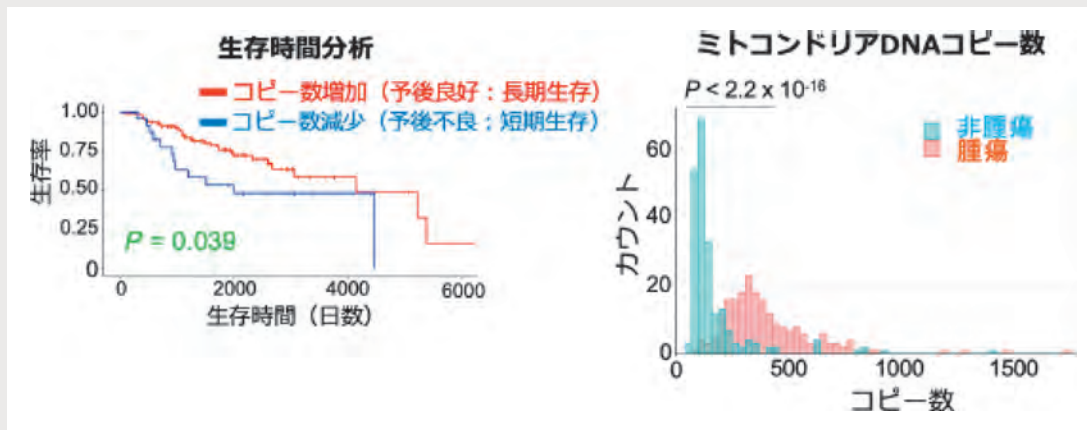 生存時間分析
コピー数増加（予後良好：長期生存）
コピー数減少（予後不良：短期生存）
1.00
0.75
0.50
0.25
0
生存率
P = 0.039
0
2000
4000
6000
生存時間（日数）
ミトコンドリアDNAコピー数
P < 2.2 x 10-16
非腫瘍
腫瘍
60
40
20
0
カウント
0
500
1000
1500
コピー数